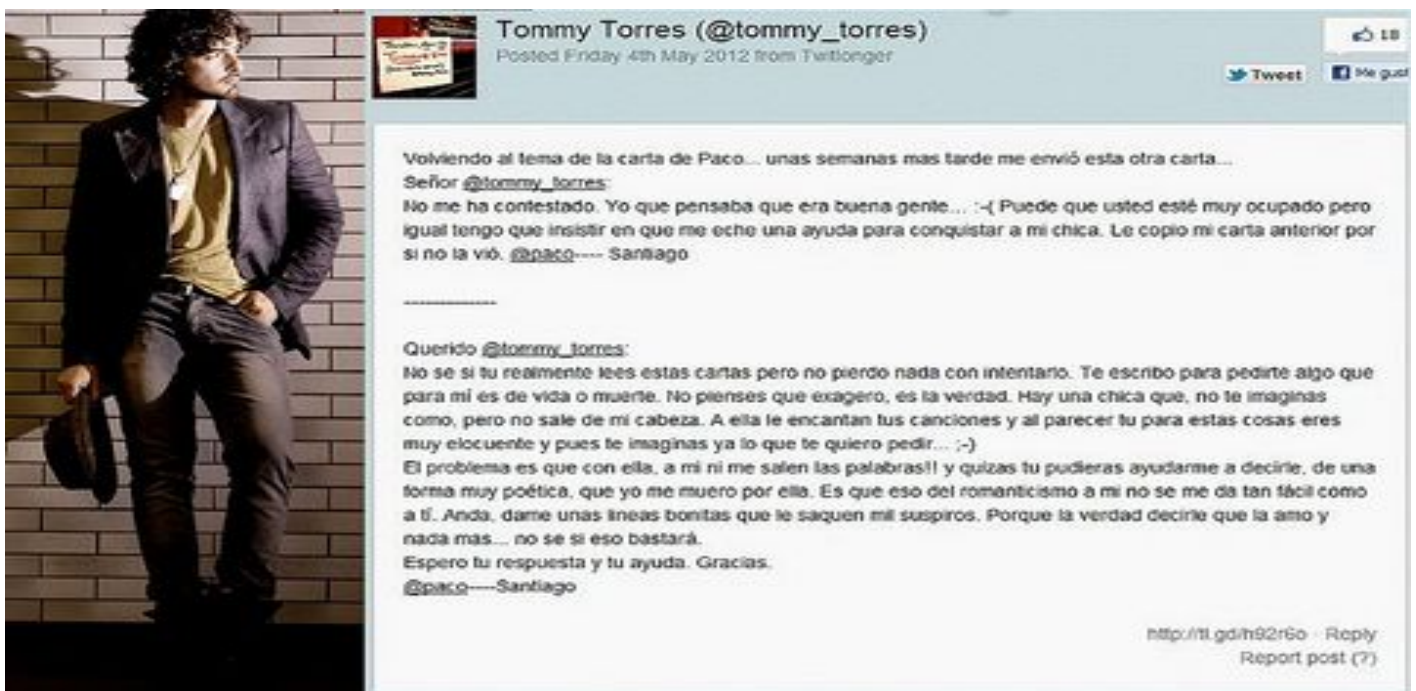 Tommy Torres (@tommy_torres)
Posted Friday 4th May 2012 from Twitlonger
18
Tweet
Me gust
Volviendo al tema de la carta de Paco... unas semanas mas tarde me envió esta otra carta...
Señor @tommy_torres:
No me ha contestado. Yo que pensaba que era buena gente... :-( Puede que usted esté muy ocupado pero
igual tengo que insistir en que me eche una ayuda para conquistar a mi chica. Le copio mi carta anterior por
si no la vió. @paco---- Santiago
--------------
Querido @tommy_torres:
No se si tu realmente lees estas cartas pero no pierdo nada con intentarlo. Te escribo para pedirte algo que
para mí es de vida o muerte. No pienses que exagero, es la verdad. Hay una chica que, no te imaginas
como, pero no sale de mi cabeza. A ella le encantan tus canciones y al parecer tu para estas cosas eres
muy elocuente y pues te imaginas ya lo que te quiero pedir... ;-)
El problema es que con ella, a mi ni me salen las palabras!! y quizas tu pudieras ayudarme a decirle, de una
forma muy poética, que yo me muero por ella. Es que eso del romanticismo a mi no se me da tan fácil como
a tí. Anda, dame unas lineas bonitas que le saquen mil suspiros. Porque la verdad decirle que la amo y
nada mas... no se si eso bastará.
Espero tu respuesta y tu ayuda. Gracias.
@paco----Santiago
http://tl.gd/h92r6o · Reply
Report post (?)